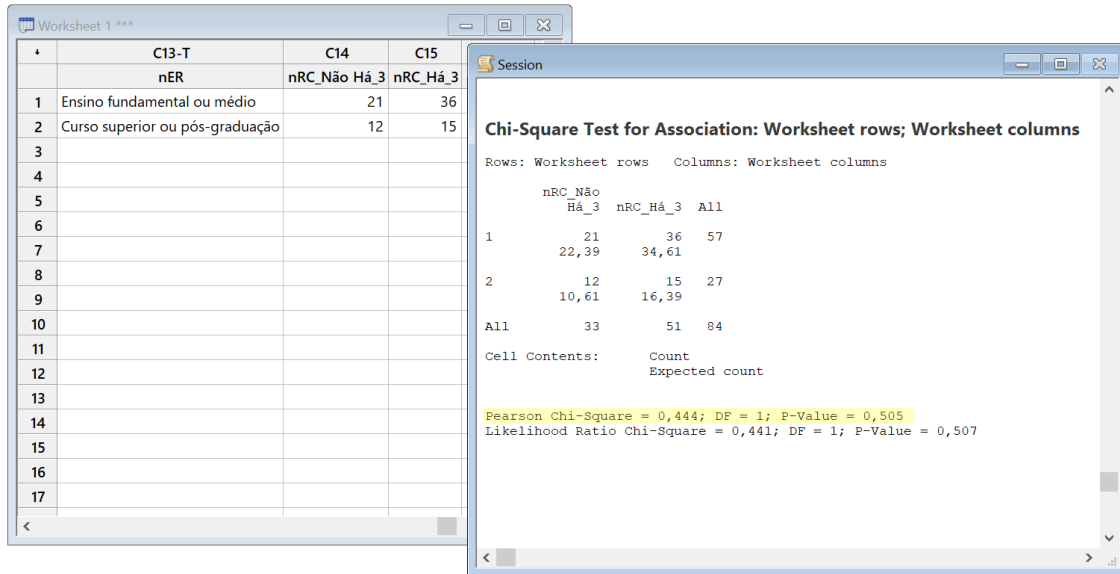 Worksheet 1 ***
↓ C13-T C14 C15
nER nRC_Não Há_3 nRC_Há_3
1 Ensino fundamental ou médio 21 36
2 Curso superior ou pós-graduação 12 15
3
4
5
6
7
8
9
10
11
12
13
14
15
16
17
Session
Chi-Square Test for Association: Worksheet rows; Worksheet columns
Rows: Worksheet rows Columns: Worksheet columns
nRC_Não
Há_3 nRC_Há_3 All
1 21 36 57
22,39 34,61
2 12 15 27
10,61 16,39
All 33 51 84
Cell Contents: Count
Expected count
Pearson Chi-Square = 0,444; DF = 1; P-Value = 0,505
Likelihood Ratio Chi-Square = 0,441; DF = 1; P-Value = 0,507